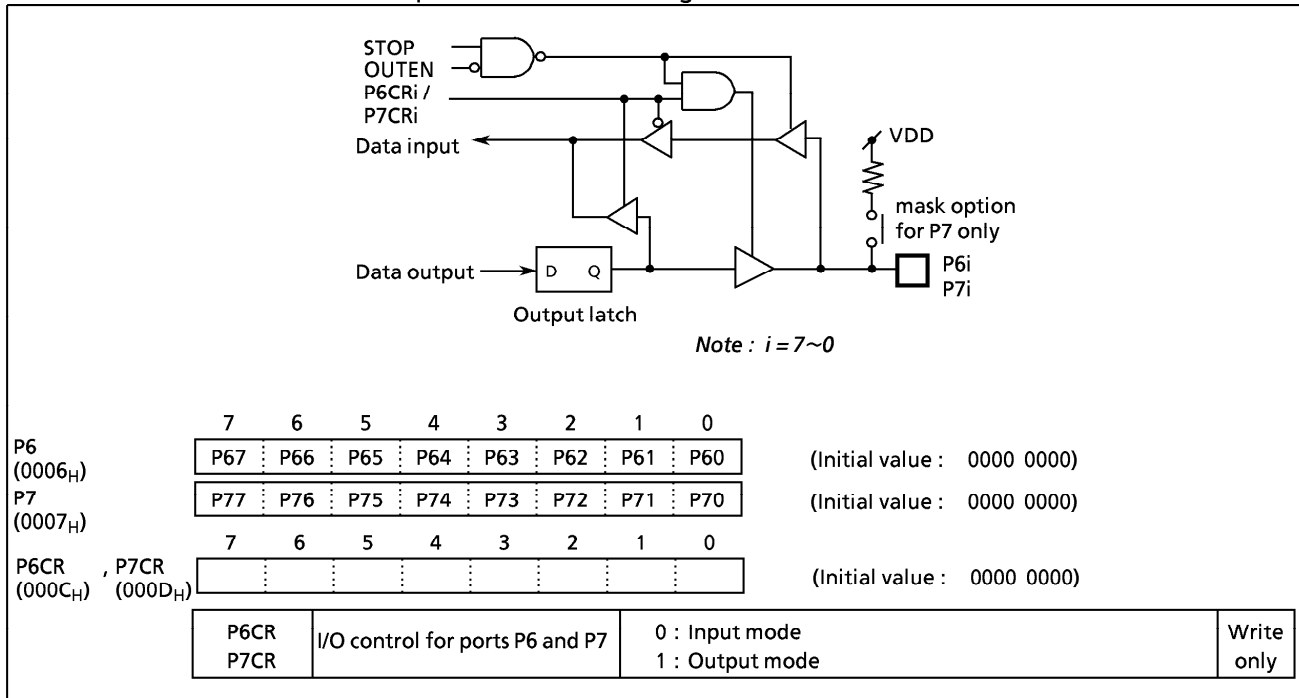 STOP
OUTEN
P6CRi /
P7CRi
Data input
VDD
mask option
for P7 only
Data output
D Q
P6i
P7i
Output latch
Note : i = 7~0
7 6 5 4 3 2 1 0
P6
(0006H)
P67 P66 P65 P64 P63 P62 P61 P60
(Initial value : 0000 0000)
P7
(0007H)
P77 P76 P75 P74 P73 P72 P71 P70
(Initial value : 0000 0000)
7 6 5 4 3 2 1 0
P6CR , P7CR
(000CH) (000DH)
(Initial value : 0000 0000)
P6CR
P7CR
I/O control for ports P6 and P7
0 : Input mode
1 : Output mode
Write
only